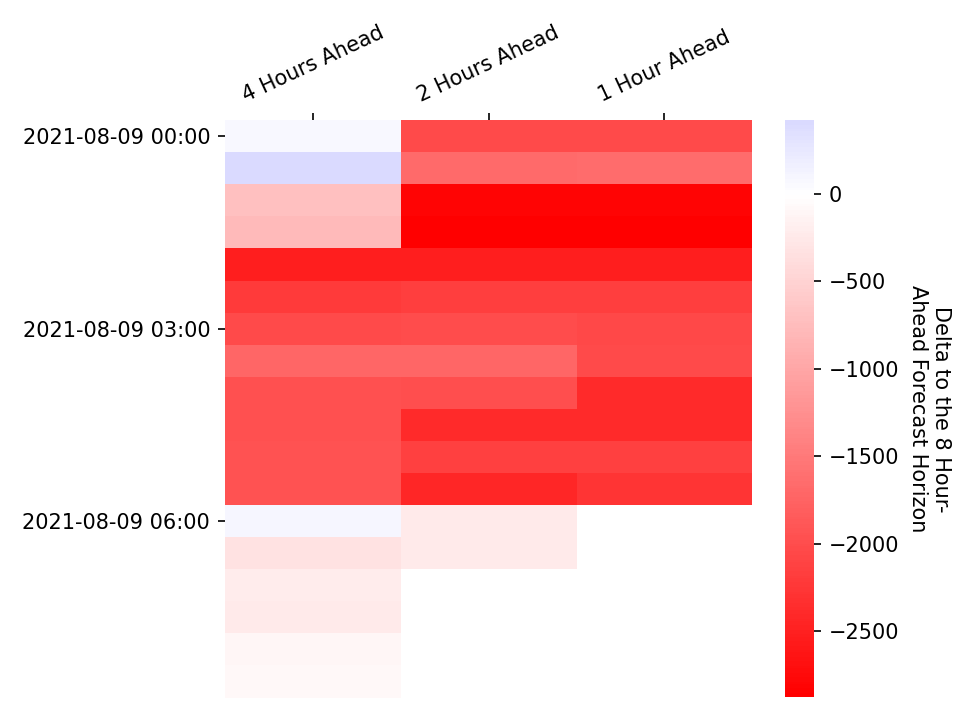 4 Hours Ahead
2 Hours Ahead
1 Hour Ahead
2021-08-09 00:00
2021-08-09 03:00
2021-08-09 06:00
0
−500
−1000
−1500
−2000
−2500
Delta to the 8 Hour-
Ahead Forecast Horizon